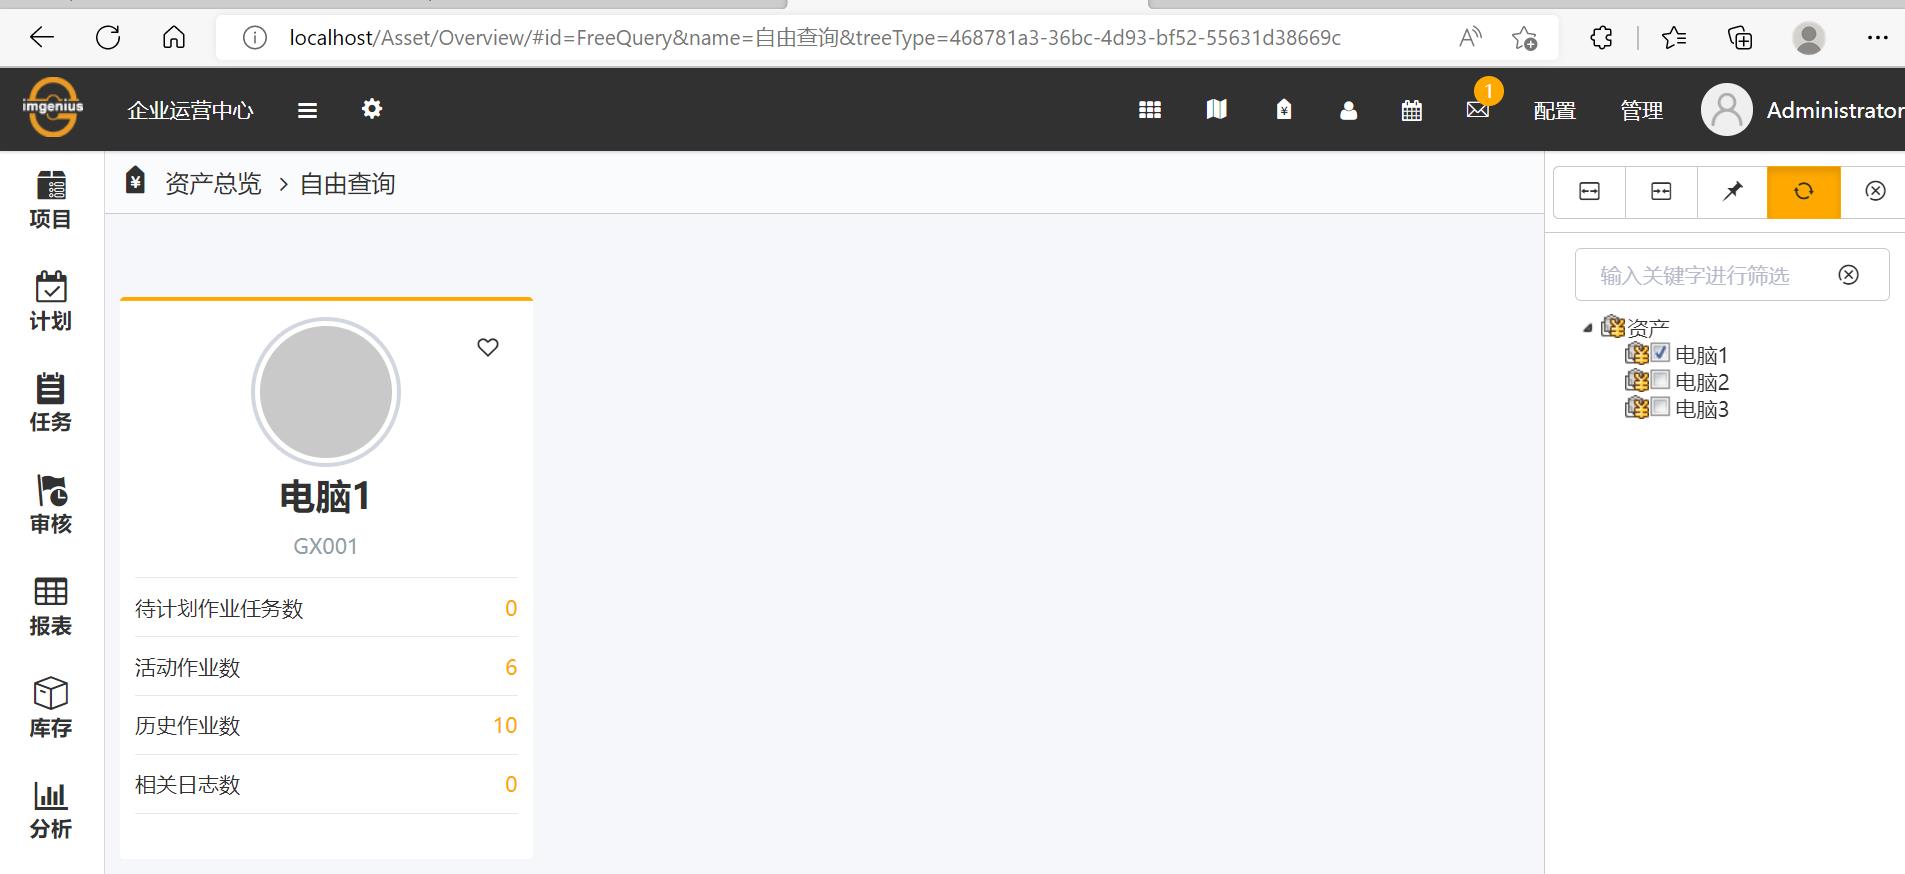 localhost/Asset/Overview/#id=FreeQuery&name=自由查询&treeType=468781a3-36bc-4d93-bf52-55631d38669c
imgenius
企业运营中心
1
配置
管理
Administrator
项目
计划
任务
审核
报表
库存
分析
资产总览 > 自由查询
电脑1
GX001
待计划作业任务数 0
活动作业数 6
历史作业数 10
相关日志数 0
输入关键字进行筛选
资产
电脑1
电脑2
电脑3